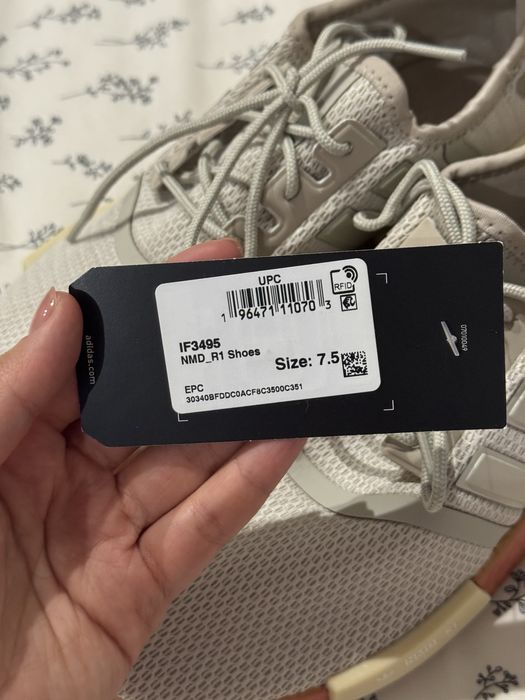 UPC
RFID
1 96471 11070 3
IF3495
NMD_R1 Shoes
Size: 7.5
EPC
30340BFDDC0ACF8C3500C351
adidas.com